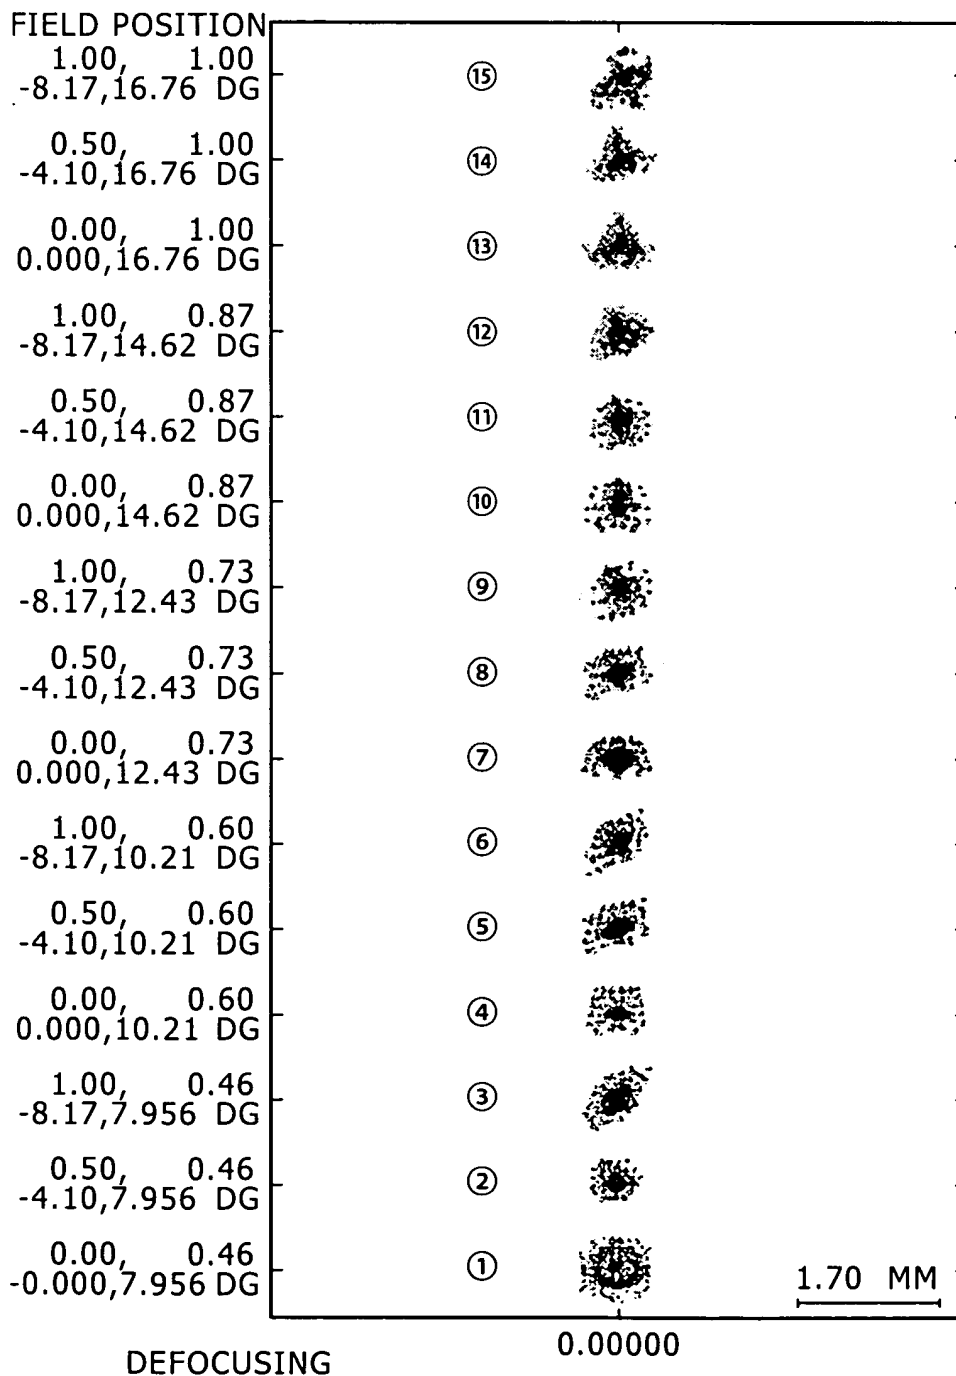 FIELD POSITION
1.00, 1.00
-8.17,16.76 DG
⑮
0.50, 1.00
-4.10,16.76 DG
⑭
0.00, 1.00
0.000,16.76 DG
⑬
1.00, 0.87
-8.17,14.62 DG
⑫
0.50, 0.87
-4.10,14.62 DG
⑪
0.00, 0.87
0.000,14.62 DG
⑩
1.00, 0.73
-8.17,12.43 DG
⑨
0.50, 0.73
-4.10,12.43 DG
⑧
0.00, 0.73
0.000,12.43 DG
⑦
1.00, 0.60
-8.17,10.21 DG
⑥
0.50, 0.60
-4.10,10.21 DG
⑤
0.00, 0.60
0.000,10.21 DG
④
1.00, 0.46
-8.17,7.956 DG
③
0.50, 0.46
-4.10,7.956 DG
②
0.00, 0.46
-0.000,7.956 DG
①
1.70 MM
0.00000
DEFOCUSING